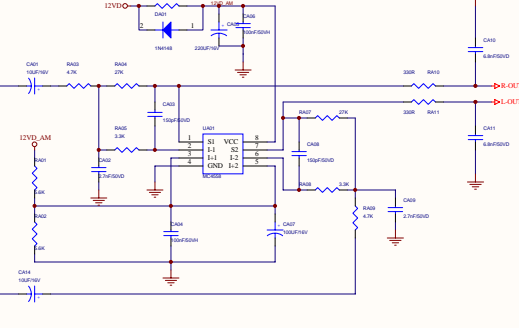 12VD
DA01
12VD_AM
CA05
CA06
2
1
1N4148
220UF/16V
100nF/50VH
CA10
6.8nF/50VD
CA01
10UF/16V
RA03
4.7K
RA04
27K
330R
RA10
R-OUT
L-OUT
330R
RA11
CA03
150pF/50VD
RA07
27K
12VD_AM
RA05
3.3K
UA01
1
S1
VCC
8
2
I-1
S2
7
3
I+1
I-2
6
4
GND
I+2
5
MC4558
CA08
150pF/50VD
CA11
6.8nF/50VD
RA01
5.6K
CA02
2.7nF/50VD
RA08
3.3K
RA02
5.6K
CA04
100nF/50VH
CA07
100UF/16V
RA09
4.7K
CA09
2.7nF/50VD
CA14
10UF/16V